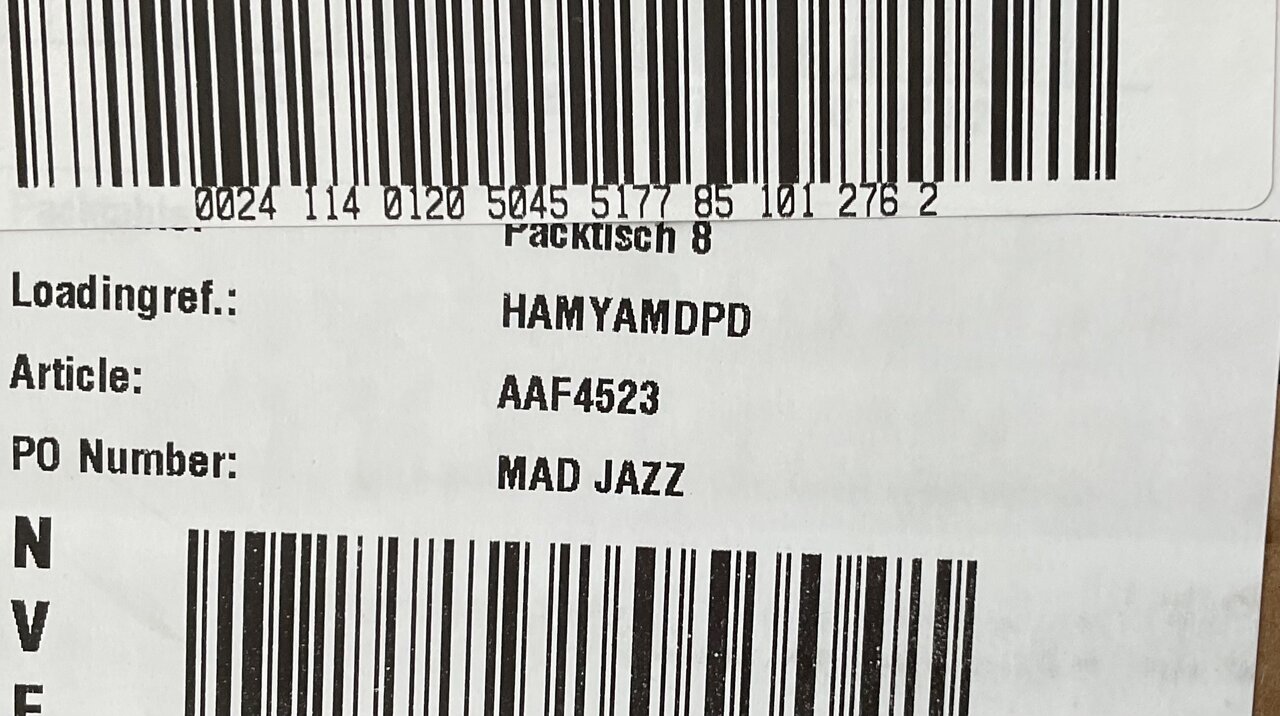 0024 114 0120 5045 5177 85 101 276 2
Packtisch 8
Loadingref.: HAMYAMDPD
Article: AAF4523
PO Number: MAD JAZZ
N
V